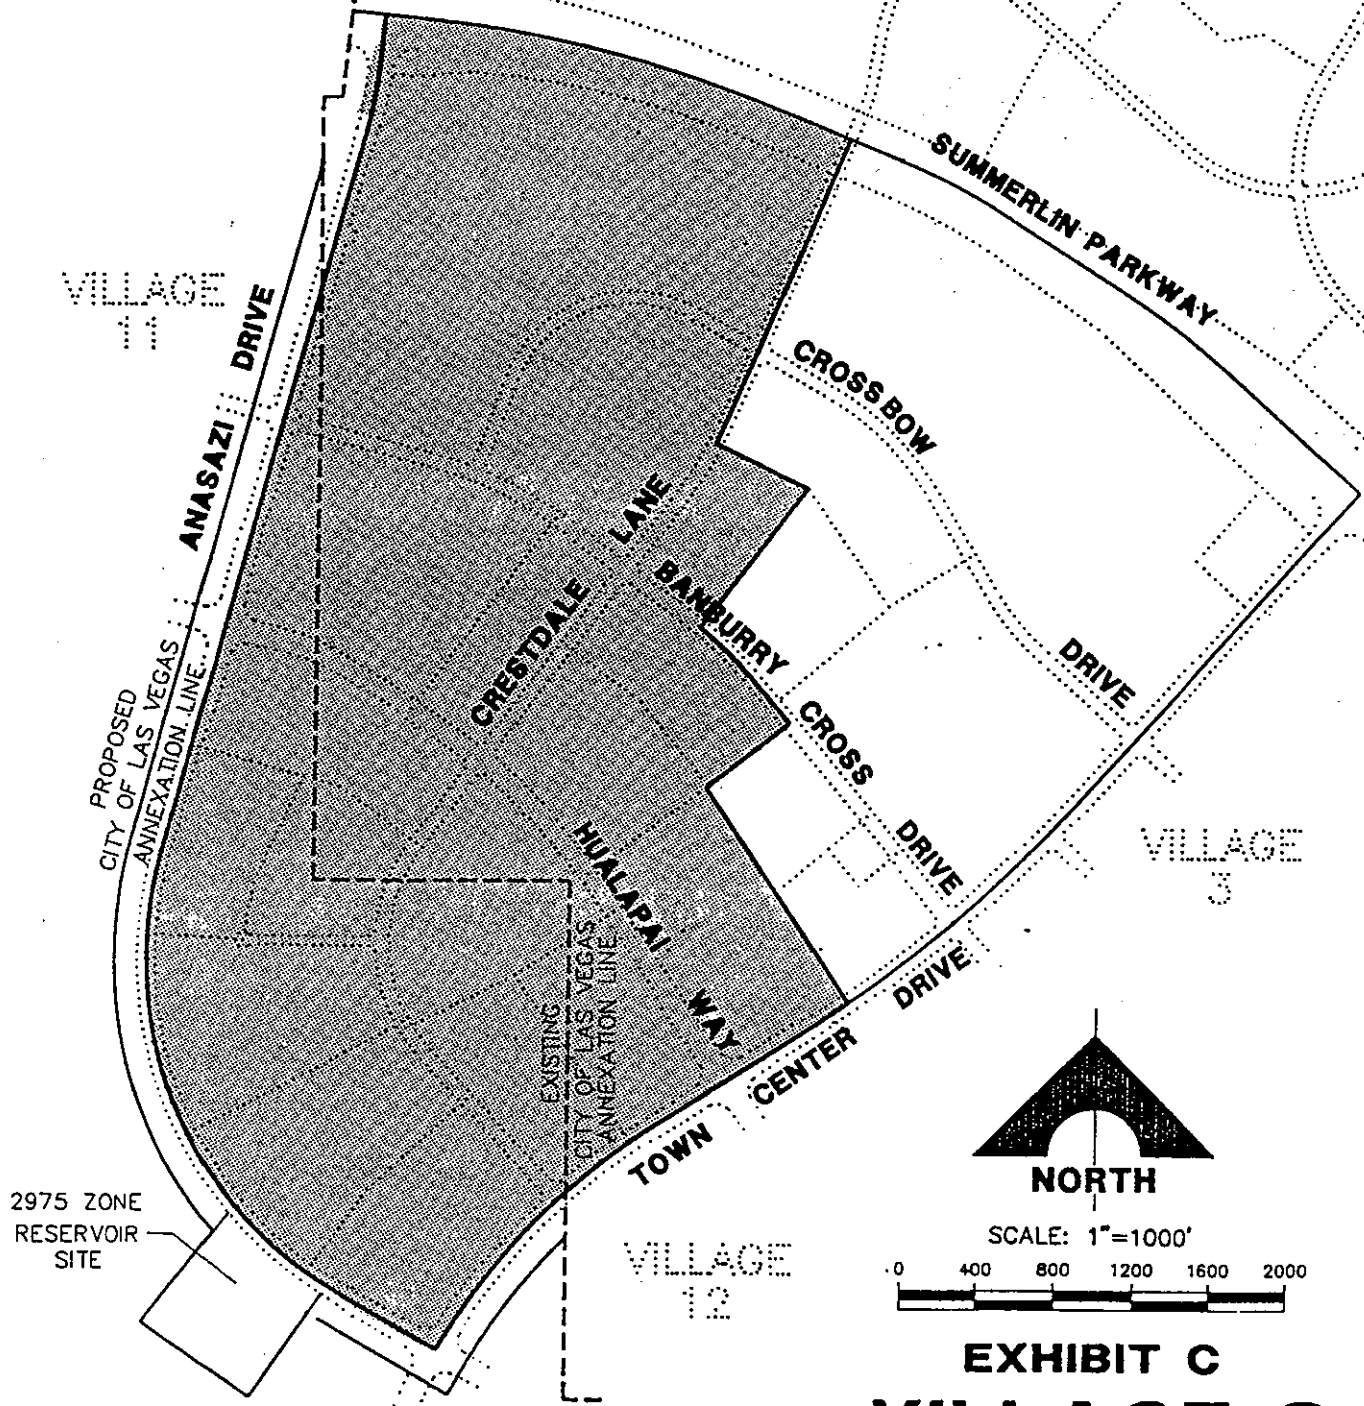 SUMMERLIN PARKWAY
VILLAGE
11
ANASAZI DRIVE
CROSSBOW
DRIVE
CRESTDALE LANE
BANBURRY
CROSS
DRIVE
PROPOSED
CITY OF LAS VEGAS
ANNEXATION LINE
HUALAPAI
WAY
VILLAGE
3
EXISTING
CITY OF LAS VEGAS
ANNEXATION LINE
TOWN CENTER DRIVE
2975 ZONE
RESERVOIR
SITE
VILLAGE
12
NORTH
SCALE: 1"=1000'
0 400 800 1200 1600 2000
EXHIBIT C
VILLAGE